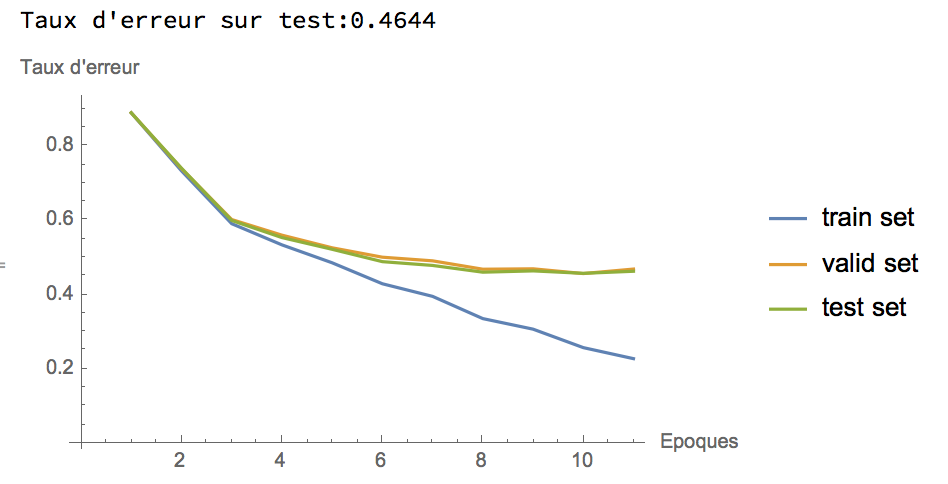 Taux d'erreur sur test:0.4644
Taux d'erreur
0.8
0.6
0.4
0.2
2 4 6 8 10
Epoques
train set
valid set
test set
=